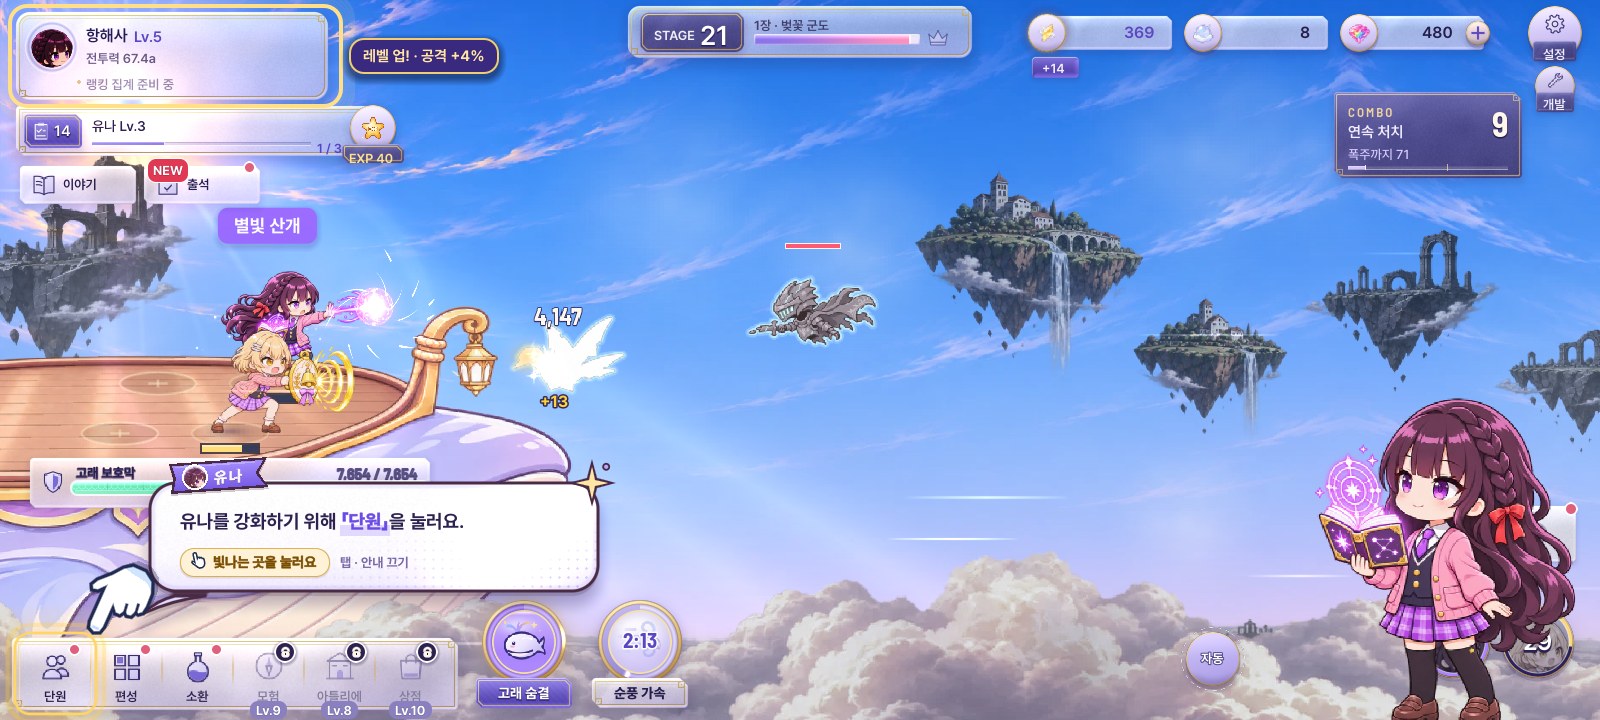 항해사 Lv.5
전투력 67.4a
랭킹 집계 준비 중
레벨 업! · 공격 +4%
STAGE 21
1장 · 벚꽃 군도
369
8
480
+14
설정
개발
14
유나 Lv.3
1 / 3
EXP 40
COMBO
연속 처치
9
폭주까지 71
이야기
NEW
출석
별빛 산개
4,147
+13
고래 보호막
7,654 / 7,654
유나
유나를 강화하기 위해 「단원」을 눌러요.
빛나는 곳을 눌러요
탭 · 안내 끄기
2:13
자동
29
단원
편성
소환
모험
아틀리에
상점
Lv.9
Lv.8
Lv.10
고래 숨결
순풍 가속